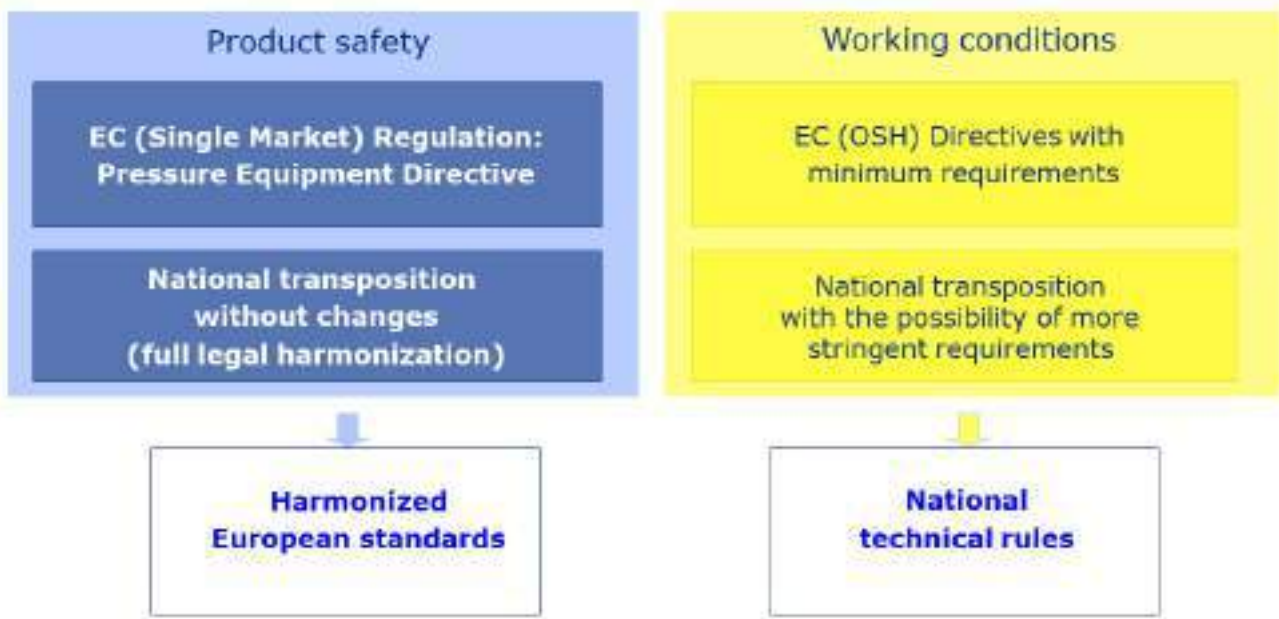 Product safety
EC (Single Market) Regulation:
Pressure Equipment Directive
National transposition
without changes
(full legal harmonization)
Harmonized
European standards
Working conditions
EC (OSH) Directives with
minimum requirements
National transposition
with the possibility of more
stringent requirements
National
technical rules